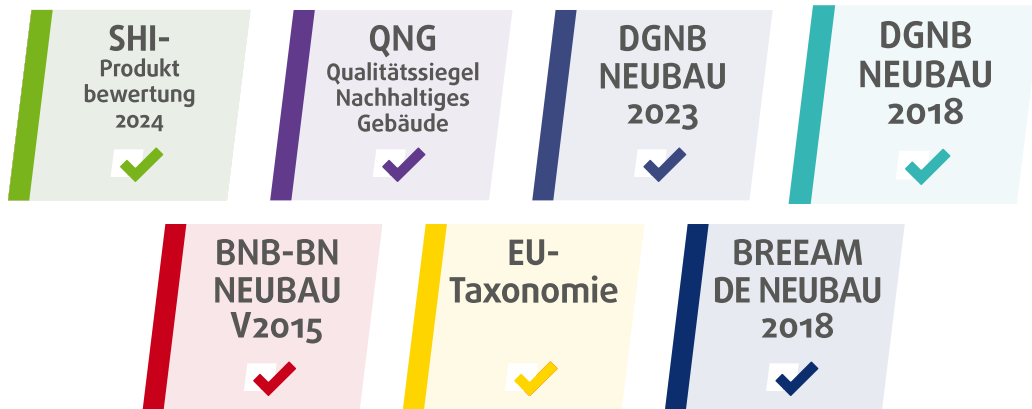 SHI-
Produkt
bewertung
2024
QNG
Qualitätssiegel
Nachhaltiges
Gebäude
DGNB
NEUBAU
2023
DGNB
NEUBAU
2018
BNB-BN
NEUBAU
V2015
EU-
Taxonomie
BREEAM
DE NEUBAU
2018